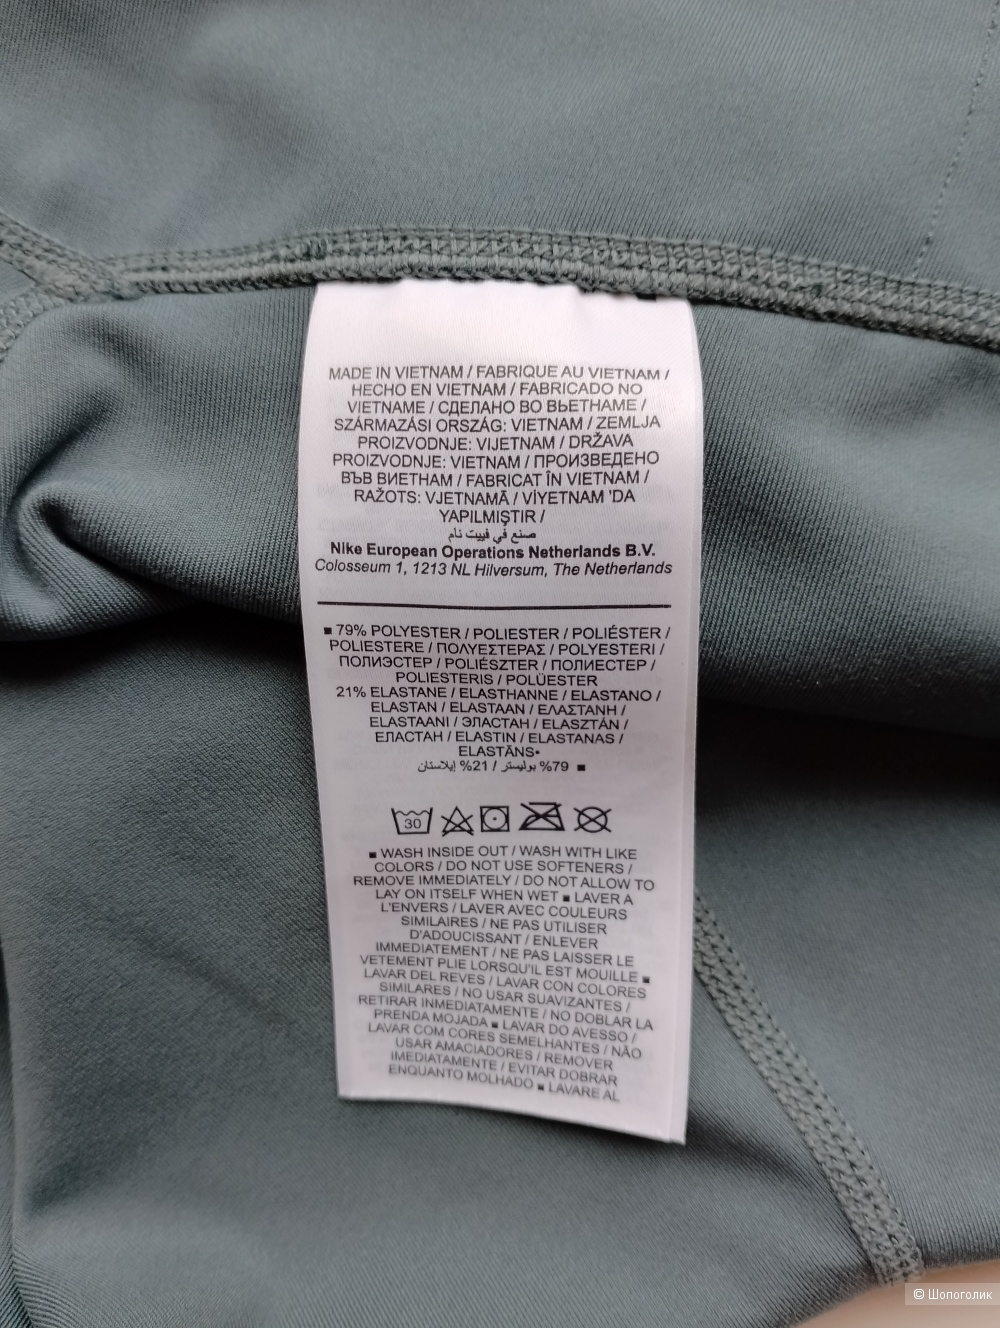 MADE IN VIETNAM / FABRIQUE AU VIETNAM /
HECHO EN VIETNAM / FABRICADO NO
VIETNAME / СДЕЛАНО ВО ВЬЕТНАМЕ /
SZÁRMAZÁSI ORSZÁG: VIETNAM / ZEMLJA
PROIZVODNJE: VIJETNAM / DRŽAVA
PROIZVODNJE: VIETNAM / ПРОИЗВЕДЕНО
ВЪВ ВИЕТНАМ / FABRICAT ÎN VIETNAM /
RAŽOTS: VJETNAMĀ / VİYETNAM 'DA
YAPILMIŞTIR /
صنع في فييت نام
Nike European Operations Netherlands B.V.
Colosseum 1, 1213 NL Hilversum, The Netherlands
■ 79% POLYESTER / POLIESTER / POLIÉSTER /
POLIESTERE / ΠΟΛΥΕΣΤΕΡΑΣ / POLYESTERI /
ПОЛИЭСТЕР / POLIÉSZTER / ПОЛИЕСТЕР /
POLIESTERIS / POLÜESTER
21% ELASTANE / ELASTHANNE / ELASTANO /
ELASTAN / ELASTAAN / ΕΛΑΣΤΑΝΗ /
ELASTAANI / ЭЛАСТАН / ELASZTÁN /
ЕЛАСТАН / ELASTIN / ELASTANAS /
ELASTĀNS•
■ 79% بوليستر / 21% إيلاستان
30
■ WASH INSIDE OUT / WASH WITH LIKE
COLORS / DO NOT USE SOFTENERS /
REMOVE IMMEDIATELY / DO NOT ALLOW TO
LAY ON ITSELF WHEN WET ■ LAVER A
L'ENVERS / LAVER AVEC COULEURS
SIMILAIRES / NE PAS UTILISER
D'ADOUCISSANT / ENLEVER
IMMEDIATEMENT / NE PAS LAISSER LE
VETEMENT PLIE LORSQU'IL EST MOUILLE ■
LAVAR DEL REVES / LAVAR CON COLORES
SIMILARES / NO USAR SUAVIZANTES /
RETIRAR INMEDIATAMENTE / NO DOBLAR LA
PRENDA MOJADA ■ LAVAR DO AVESSO /
LAVAR COM CORES SEMELHANTES / NÃO
USAR AMACIADORES / REMOVER
IMEDIATAMENTE / EVITAR DOBRAR
ENQUANTO MOLHADO ■ LAVARE AL
© Шопоголик